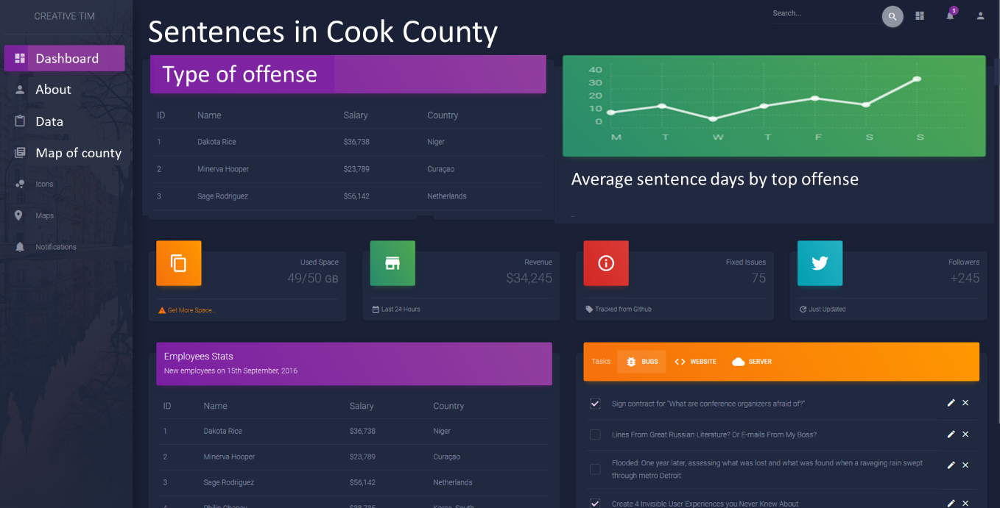 CREATIVE TIM
Dashboard
About
Data
Map of county
Icons
Maps
Notifications
Sentences in Cook County
Search...
5
Type of offense
ID Name Salary Country
1 Dakota Rice $36,738 Niger
2 Minerva Hooper $23,789 Curaçao
3 Sage Rodriguez $56,142 Netherlands
40
30
20
10
0
M T W T F S S
Average sentence days by top offense
Used Space
49/50 GB
Get More Space...
Revenue
$34,245
Last 24 Hours
Fixed Issues
75
Tracked from Github
Followers
+245
Just Updated
Employees Stats
New employees on 15th September, 2016
ID Name Salary Country
1 Dakota Rice $36,738 Niger
2 Minerva Hooper $23,789 Curaçao
3 Sage Rodriguez $56,142 Netherlands
4 Philip Chaney $38,735 Korea, South
Tasks: BUGS WEBSITE SERVER
Sign contract for "What are conference organizers afraid of?"
Lines From Great Russian Literature? Or E-mails From My Boss?
Flooded: One year later, assessing what was lost and what was found when a ravaging rain swept
through metro Detroit
Create 4 Invisible User Experiences you Never Knew About